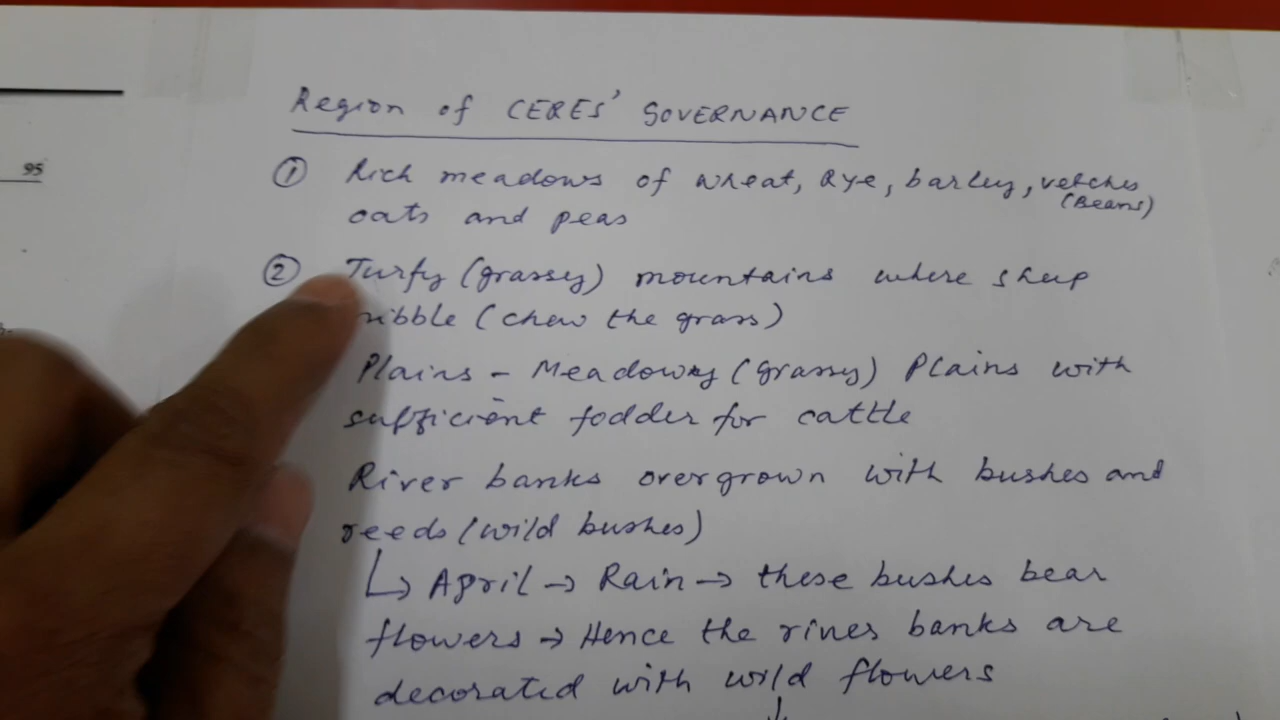 Region of CERES' GOVERNANCE
95
① Rich meadows of wheat, Rye, barley, vetches
(Beans)
oats and peas
② Turfy (grassy) mountains where sheep
nibble (chew the grass)
Plains - Meadowy (grassy) Plains with
sufficient fodder for cattle
River banks overgrown with bushes and
reeds (wild bushes)
↳ April → Rain → these bushes bear
flowers → Hence the rives banks are
decorated with wild flowers
↓